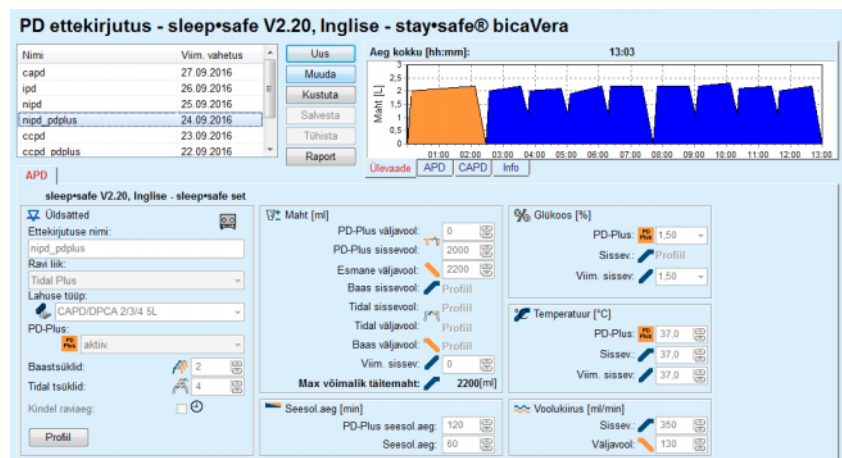 PD ettekirjutus - sleep•safe V2.20, Inglise - stay•safe® bicaVera
Nimi Viim. vahetus
capd 27.09.2016
ipd 26.09.2016
nipd 25.09.2016
nipd_pdplus 24.09.2016
ccpd 23.09.2016
ccpd_pdplus 22.09.2016
Uus
Muuda
Kustuta
Salvesta
Tühista
Raport
Aeg kokku [hh:mm]: 13:03
Maht [L]
3
2,5
2
1,5
1
0,5
0
01:00 02:00 03:00 04:00 05:00 06:00 07:00 08:00 09:00 10:00 11:00 12:00 13:00
Ülevaade APD CAPD Info
APD
sleep•safe V2.20, Inglise - sleep•safe set
Üldsätted
Ettekirjutuse nimi:
nipd_pdplus
Ravi liik:
Tidal Plus
Lahuse tüüp:
CAPD/DPCA 2/3/4 5L
PD-Plus:
PD Plus aktiiv.
Baastsüklid: 2
Tidal tsüklid: 4
Kindel raviaeg:
Profiil
Maht [ml]
PD-Plus väljavool: 0
PD-Plus sissevool: 2000
Esmane väljavool: 2200
Baas sissevool: Profiil
Tidal sissevool: Profiil
Tidal väljavool: Profiil
Baas väljavool: Profiil
Viim. sissev: 0
Max võimalik täitemaht: 2200[ml]
Seesol.aeg [min]
PD-Plus seesol.aeg: 120
Seesol.aeg: 60
Glükoos [%]
PD-Plus: PD Plus 1,50
Sissev.: Profiil
Viim. sissev: 1,50
Temperatuur [°C]
PD-Plus: PD Plus 37,0
Sissev.: 37,0
Viim. sissev: 37,0
Voolukiirus [ml/min]
Sissev.: 350
Väljavool: 130